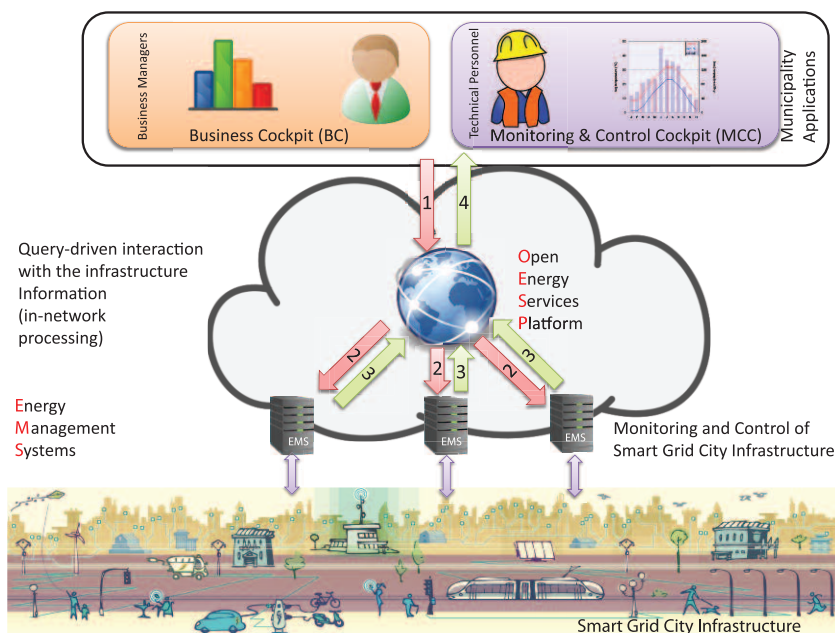 Business Managers
Business Cockpit (BC)
Technical Personnel
Monitoring & Control Cockpit (MCC)
Municipality
Applications
1
4
Query-driven interaction
with the infrastructure
Information
(in-network
processing)
Open
Energy
Services
Platform
2
3
2
3
2
3
Energy
Management
Systems
EMS
EMS
EMS
Monitoring and Control of
Smart Grid City Infrastructure
Smart Grid City Infrastructure